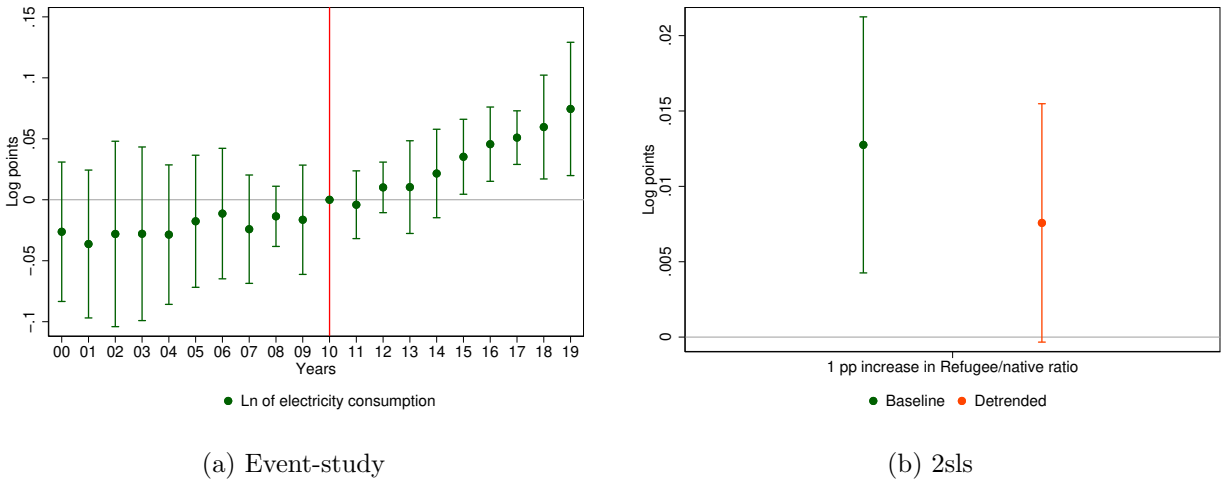 Log points
.15
.1
.05
0
-.05
-.1
00 01 02 03 04 05 06 07 08 09 10 11 12 13 14 15 16 17 18 19
Years
Ln of electricity consumption
(a) Event-study
Log points
.02
.015
.01
.005
0
1 pp increase in Refugee/native ratio
Baseline Detrended
(b) 2sls